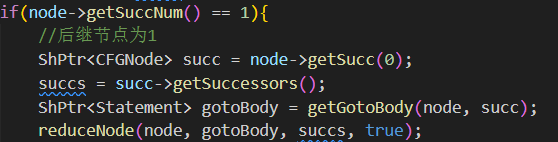 if(node->getSuccNum() == 1){
//后继节点为1
ShPtr<CFGNode> succ = node->getSucc(0);
succs = succ->getSuccessors();
ShPtr<Statement> gotoBody = getGotoBody(node, succ);
reduceNode(node, gotoBody, succs, true);